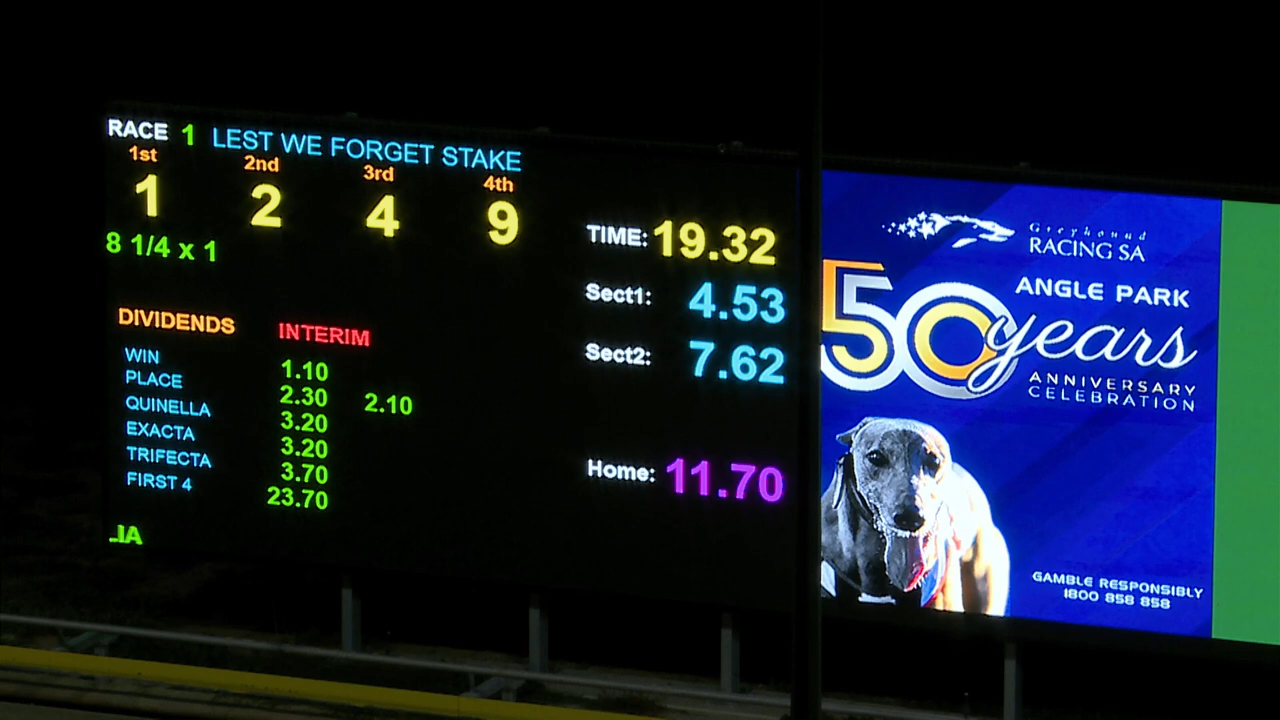 RACE 1 LEST WE FORGET STAKE
1st 2nd 3rd 4th
1 2 4 9
8 1/4 x 1
TIME: 19.32
Sect1: 4.53
Sect2: 7.62
Home: 11.70
DIVIDENDS INTERIM
WIN 1.10
PLACE 2.30 2.10
QUINELLA 3.20
EXACTA 3.20
TRIFECTA 3.70
FIRST 4 23.70
.IA
Greyhound
RACING SA
ANGLE PARK
50 years
ANNIVERSARY
CELEBRATION
GAMBLE RESPONSIBLY
1800 858 858